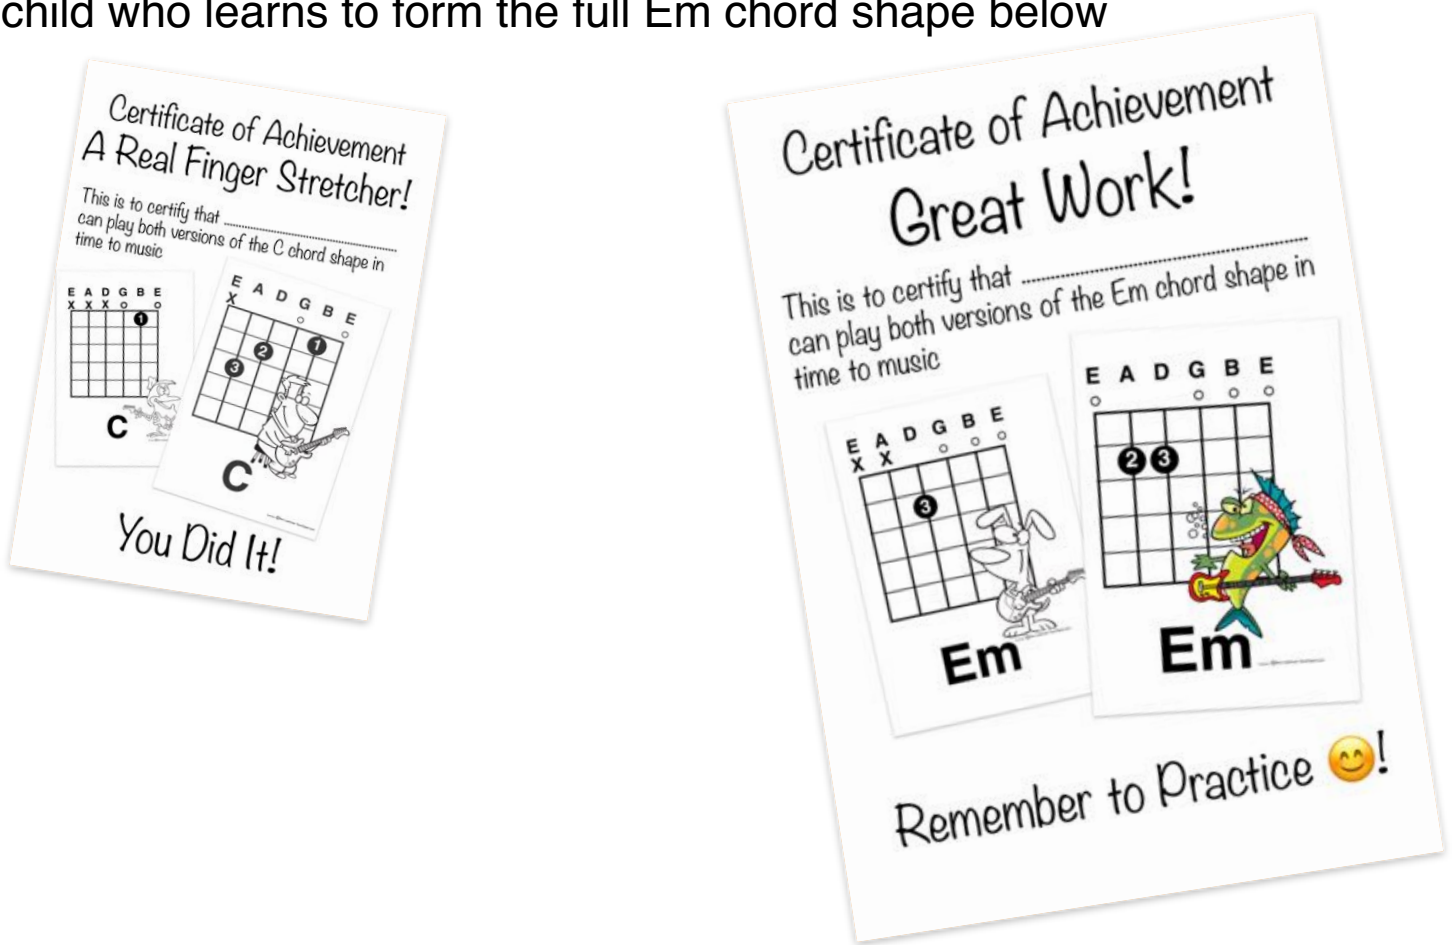 child who learns to form the full Em chord shape below
Certificate of Achievement
A Real Finger Stretcher!
This is to certify that ................................
can play both versions of the C chord shape in
time to music
E A D G B E
X X X O O
1
C
E A D G B E
X O O
1
2
3
C
You Did It!
Certificate of Achievement
Great Work!
This is to certify that ................................
can play both versions of the Em chord shape in
time to music
E A D G B E
X X O O O
3
Em
E A D G B E
O O O O
2 3
Em
Remember to Practice 😊!